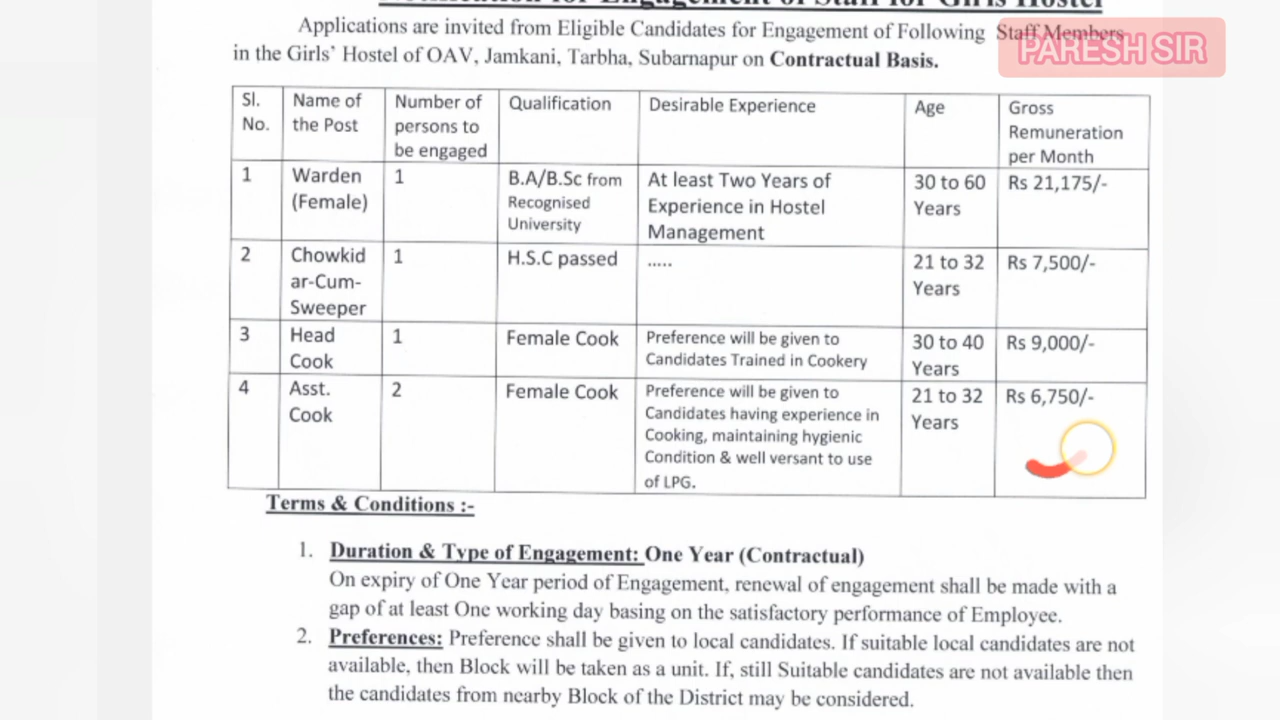 Notification for Engagement of Staff for Girls Hostel
Applications are invited from Eligible Candidates for Engagement of Following Staff Members
PARESH SIR
in the Girls' Hostel of OAV, Jamkani, Tarbha, Subarnapur on Contractual Basis.
Sl. No. Name of the Post Number of persons to be engaged Qualification Desirable Experience Age Gross Remuneration per Month
1 Warden (Female) 1 B.A/B.Sc from Recognised University At least Two Years of Experience in Hostel Management 30 to 60 Years Rs 21,175/-
2 Chowkid ar-Cum- Sweeper 1 H.S.C passed ..... 21 to 32 Years Rs 7,500/-
3 Head Cook 1 Female Cook Preference will be given to Candidates Trained in Cookery 30 to 40 Years Rs 9,000/-
4 Asst. Cook 2 Female Cook Preference will be given to Candidates having experience in Cooking, maintaining hygienic Condition & well versant to use of LPG. 21 to 32 Years Rs 6,750/-
Terms & Conditions :-
1. Duration & Type of Engagement: One Year (Contractual)
On expiry of One Year period of Engagement, renewal of engagement shall be made with a
gap of at least One working day basing on the satisfactory performance of Employee.
2. Preferences: Preference shall be given to local candidates. If suitable local candidates are not
available, then Block will be taken as a unit. If, still Suitable candidates are not available then
the candidates from nearby Block of the District may be considered.